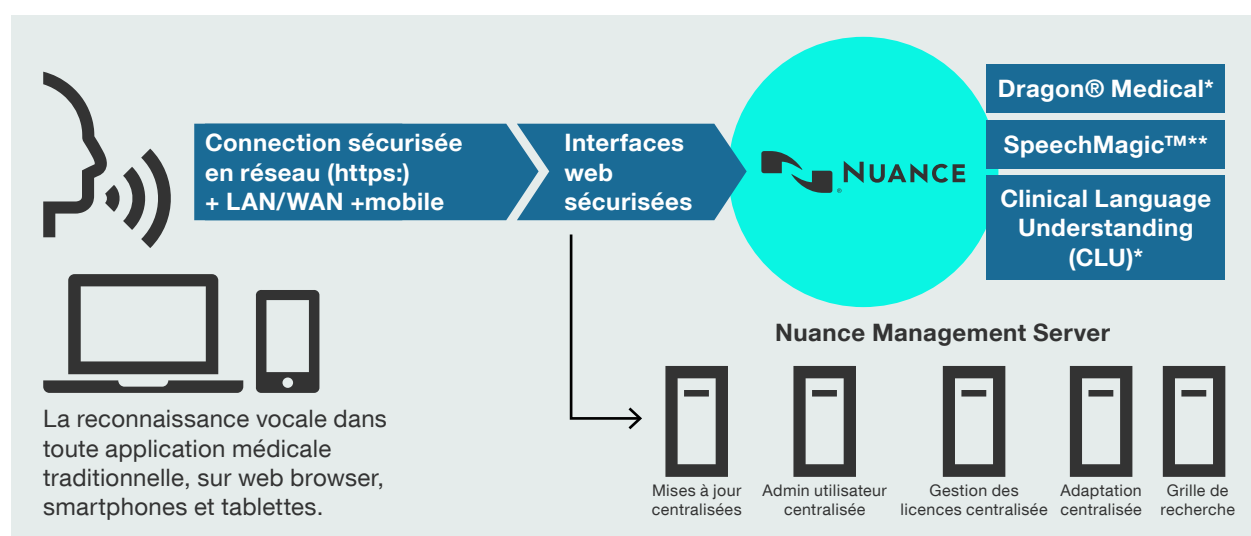 Connection sécurisée
en réseau (https:)
+ LAN/WAN +mobile
Interfaces
web
sécurisées
NUANCE
Dragon® Medical*
SpeechMagic™**
Clinical Language
Understanding
(CLU)*
La reconnaissance vocale dans
toute application médicale
traditionnelle, sur web browser,
smartphones et tablettes.
Nuance Management Server
Mises à jour
centralisées
Admin utilisateur
centralisée
Gestion des
licences centralisée
Adaptation
centralisée
Grille de
recherche